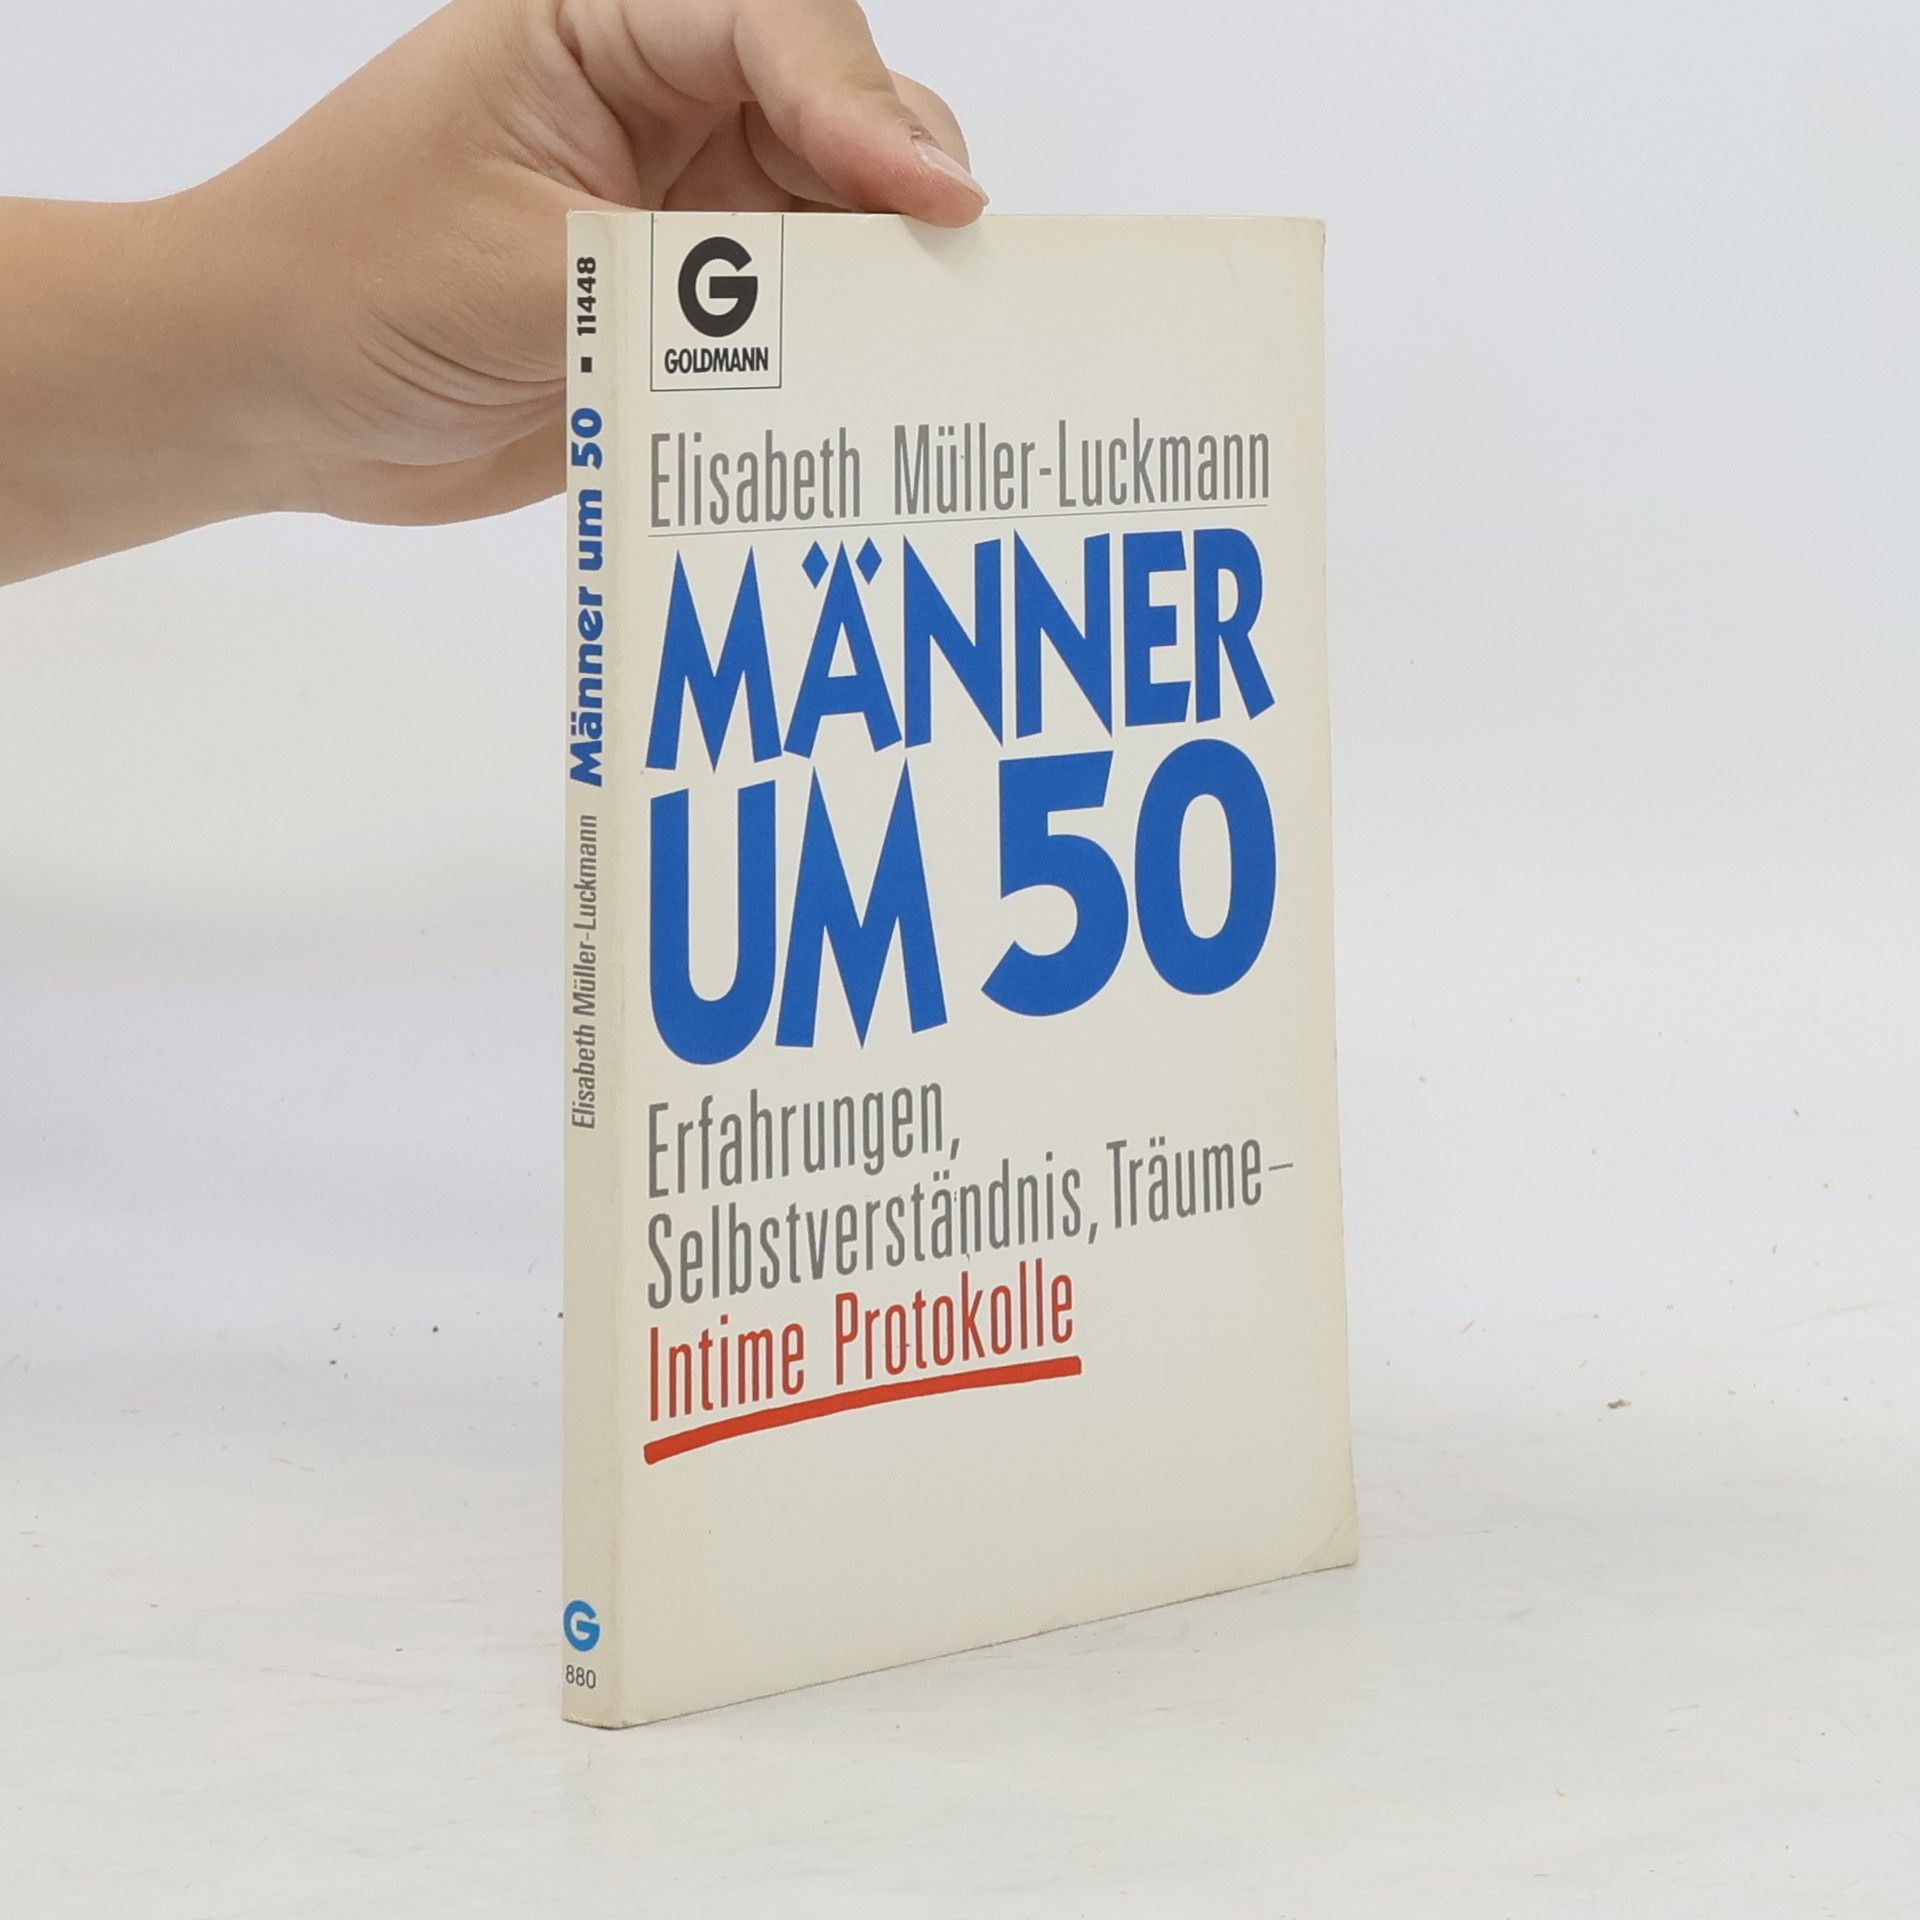 G
GOLDMANN
Elisabeth Müller-Luckmann
MÄNNER
UM 50
Erfahrungen,
Selbstverständnis, Träume–
Intime Protokolle
Elisabeth Müller-Luckmann Männer um 50 ▪ 11448
G
880